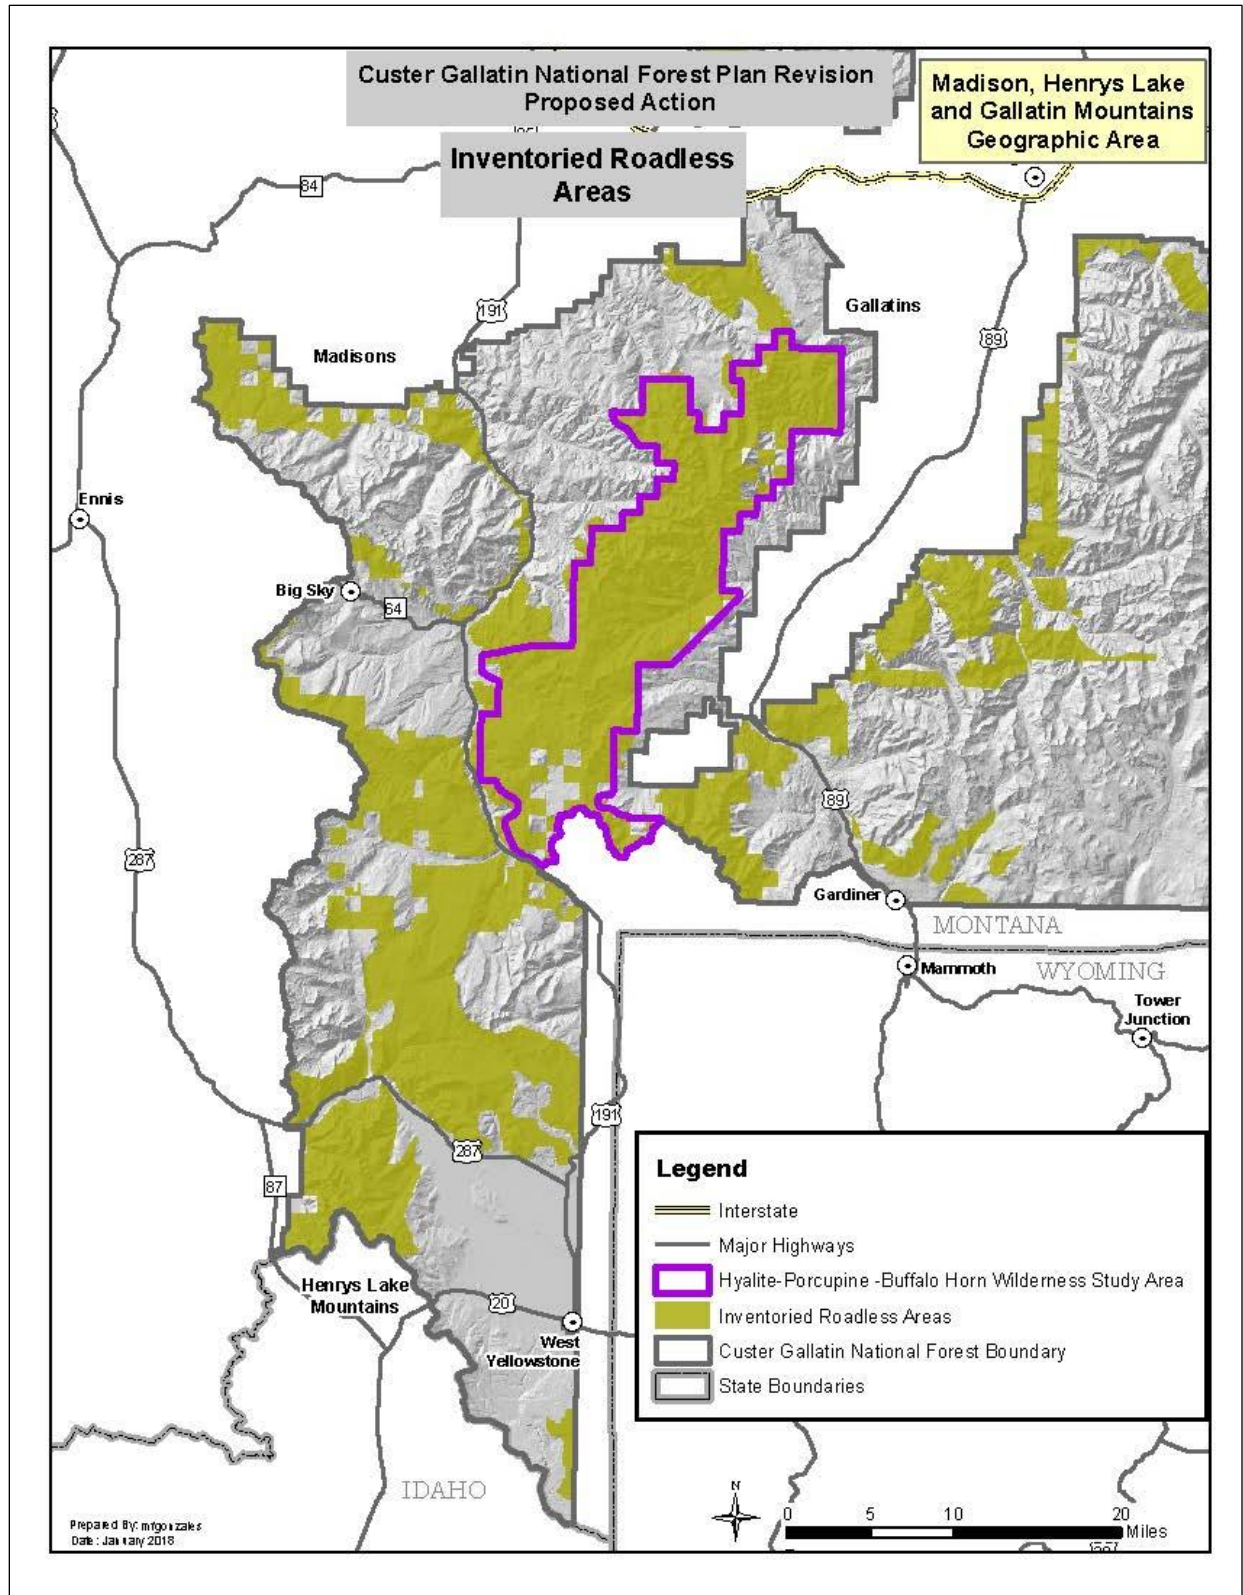 Custer Gallatin National Forest Plan Revision
Proposed Action
Inventoried Roadless
Areas
Madison, Henrys Lake
and Gallatin Mountains
Geographic Area
84
191
Madisons
Gallatins
89
Ennis
Big Sky
64
287
89
Gardiner
MONTANA
Mammoth
WYOMING
Tower
Junction
191
287
87
Henrys Lake
Mountains
20
West
Yellowstone
IDAHO
Legend
Interstate
Major Highways
Hyalite-Porcupine -Buffalo Horn Wilderness Study Area
Inventoried Roadless Areas
Custer Gallatin National Forest Boundary
State Boundaries
N
0 5 10 20
Miles
Prepared By: mfgonzales
Date: January 2018